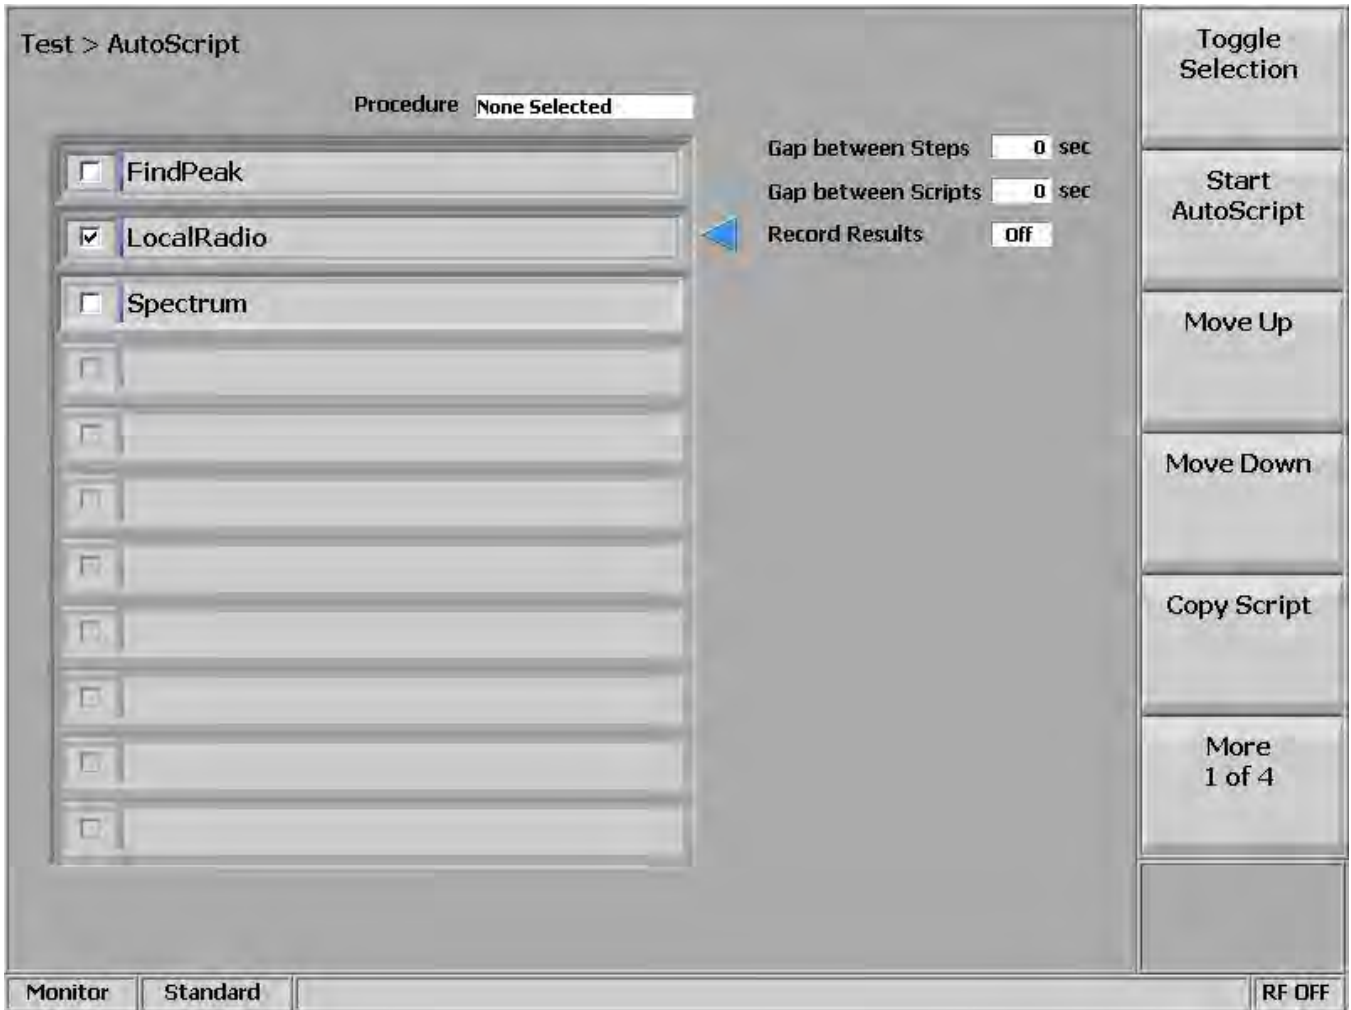 Test > AutoScript
Procedure None Selected
FindPeak
LocalRadio
Spectrum
Gap between Steps 0 sec
Gap between Scripts 0 sec
Record Results Off
Toggle
Selection
Start
AutoScript
Move Up
Move Down
Copy Script
More
1 of 4
Monitor Standard RF OFF